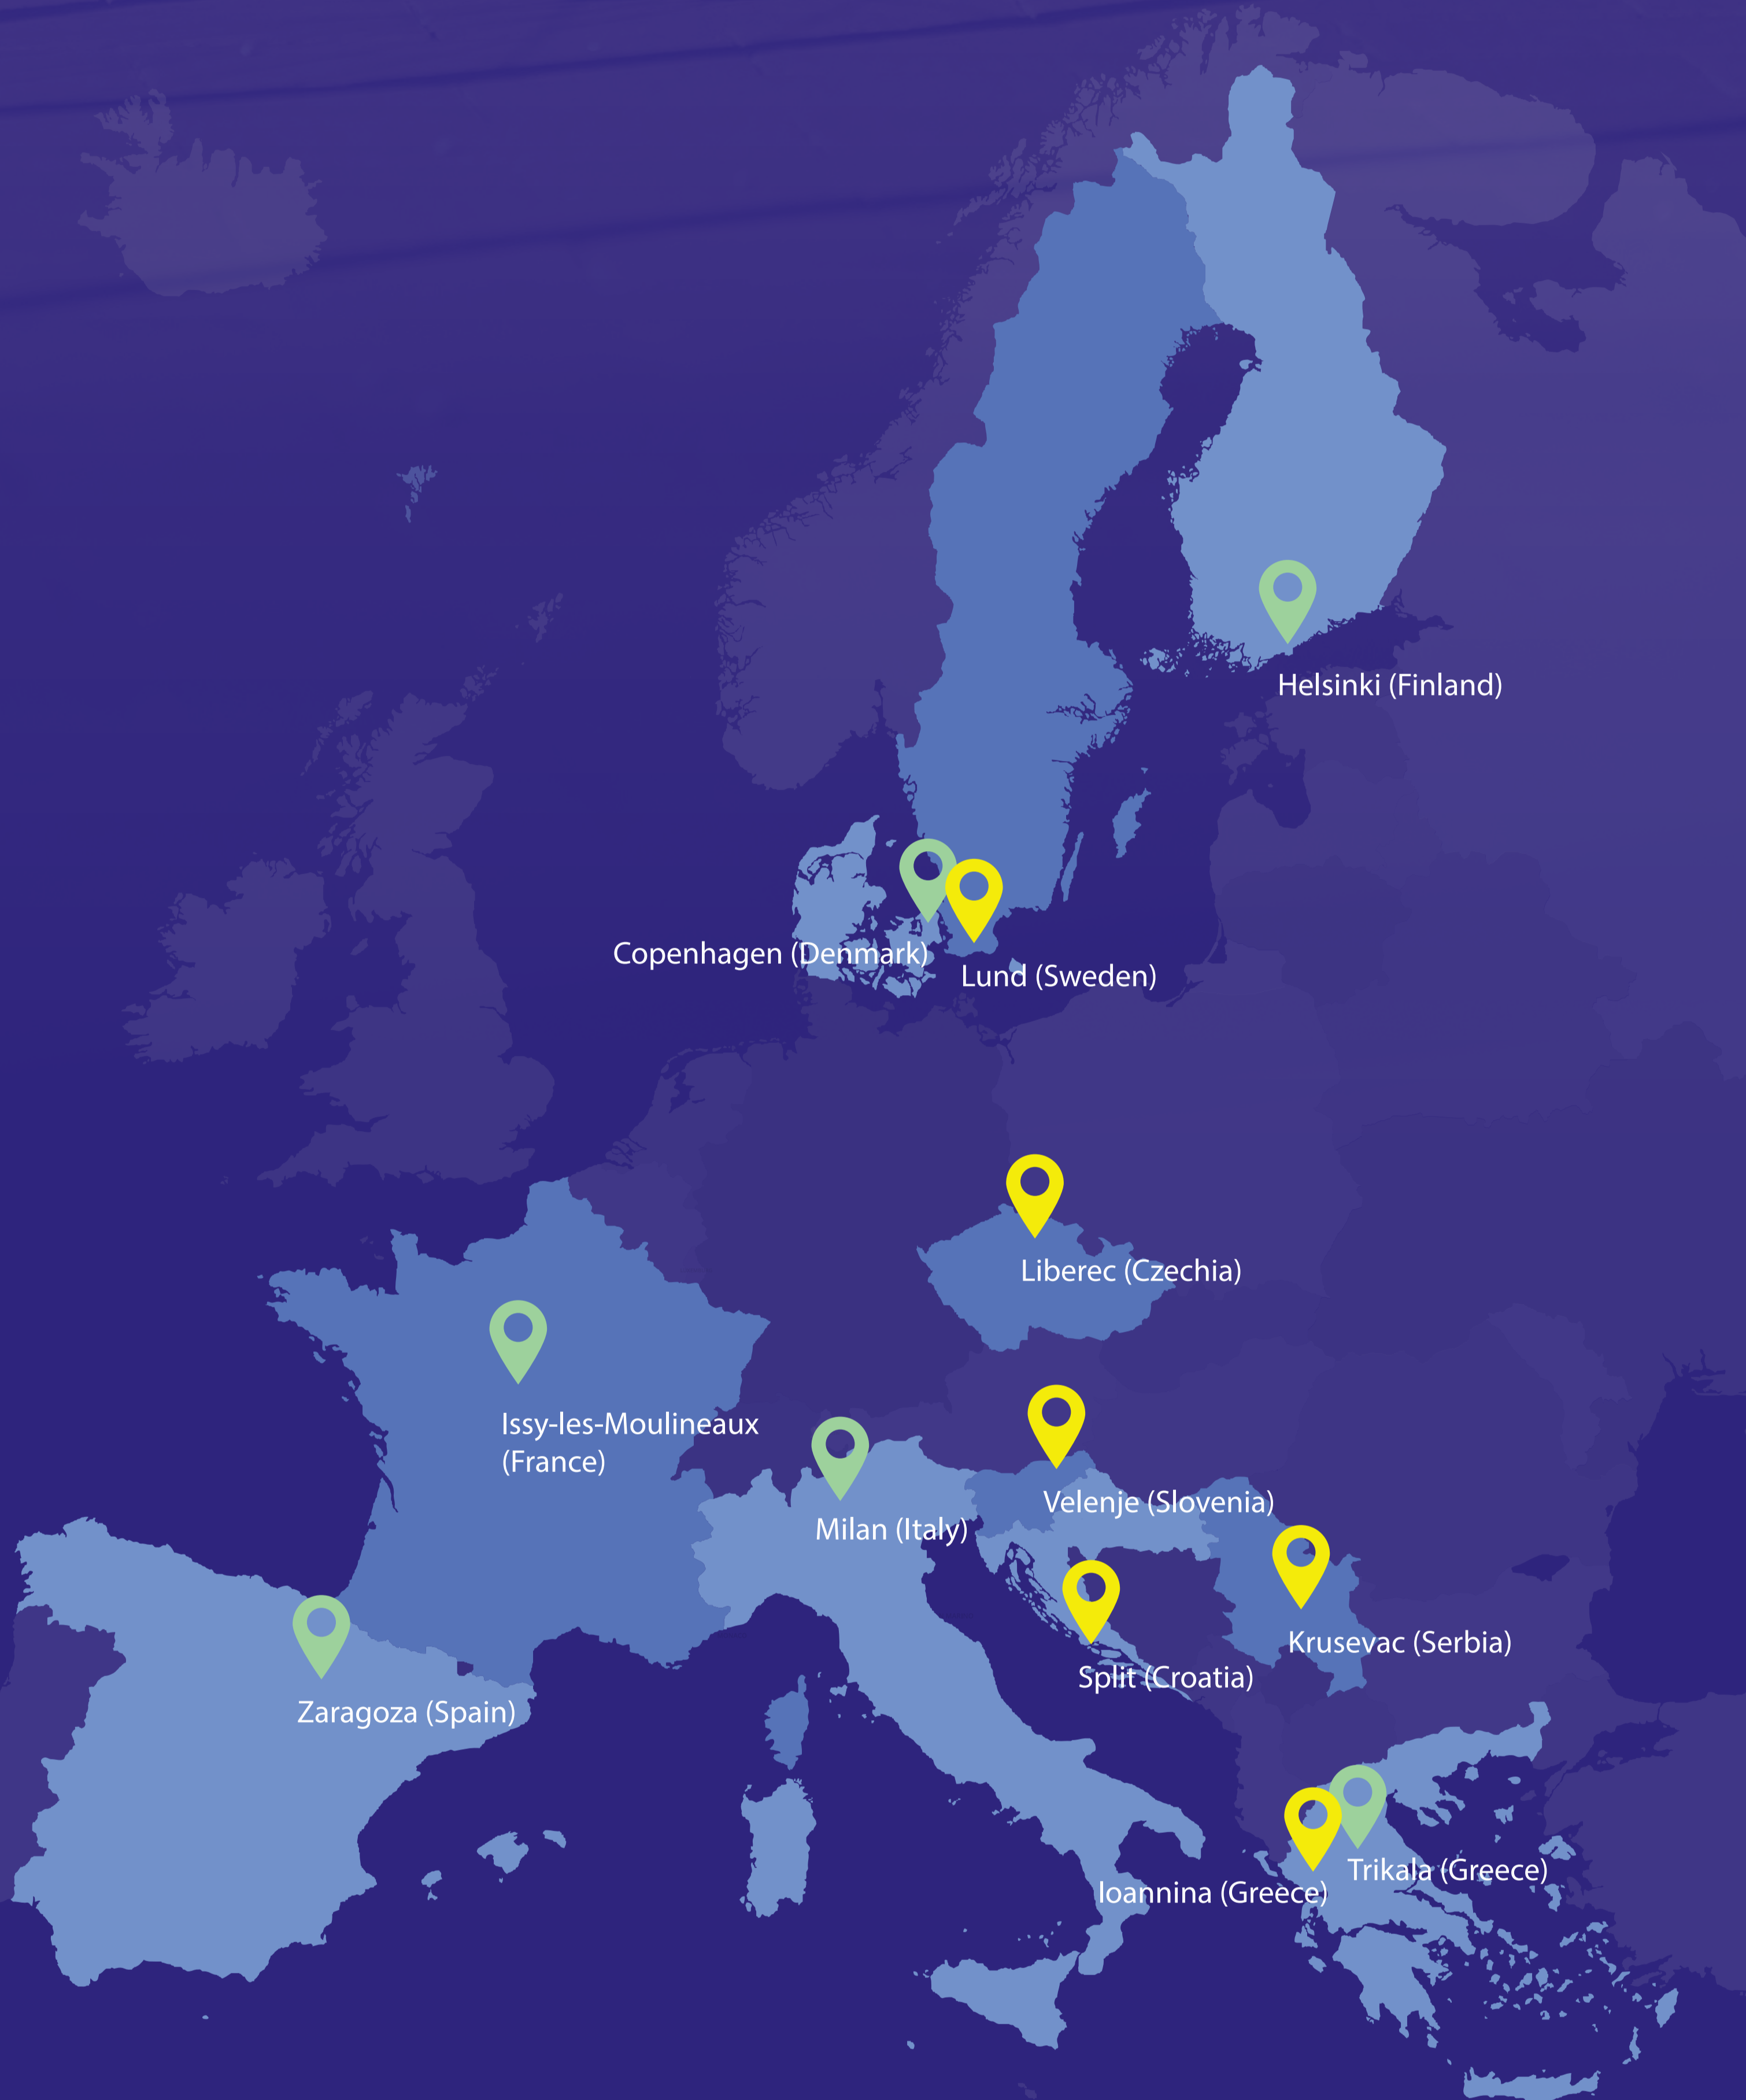 Helsinki (Finland)
Copenhagen (Denmark)
Lund (Sweden)
Liberec (Czechia)
Issy-les-Moulineaux
(France)
Velenje (Slovenia)
Milan (Italy)
Krusevac (Serbia)
Split (Croatia)
Zaragoza (Spain)
Trikala (Greece)
Ioannina (Greece)